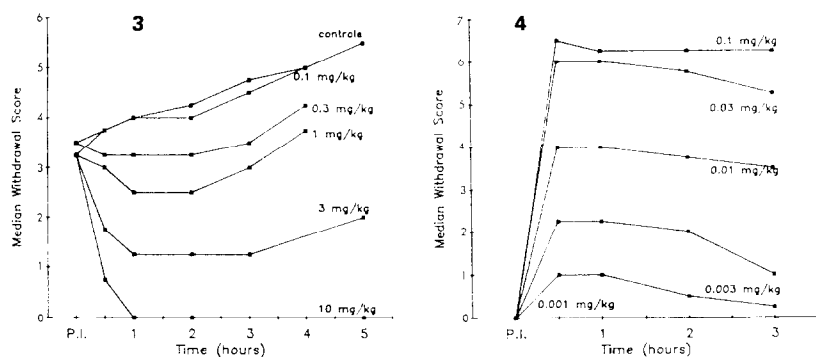 3
Median Withdrawal Score
6
5
4
3
2
1
0
controls
0.1 mg/kg
0.3 mg/kg
1 mg/kg
3 mg/kg
10 mg/kg
P.I.
1
2
3
4
5
Time (hours)
4
Median Withdrawal Score
7
6
5
4
3
2
1
0
0.1 mg/kg
0.03 mg/kg
0.01 mg/kg
0.003 mg/kg
0.001 mg/kg
P.I.
1
2
3
Time (hours)